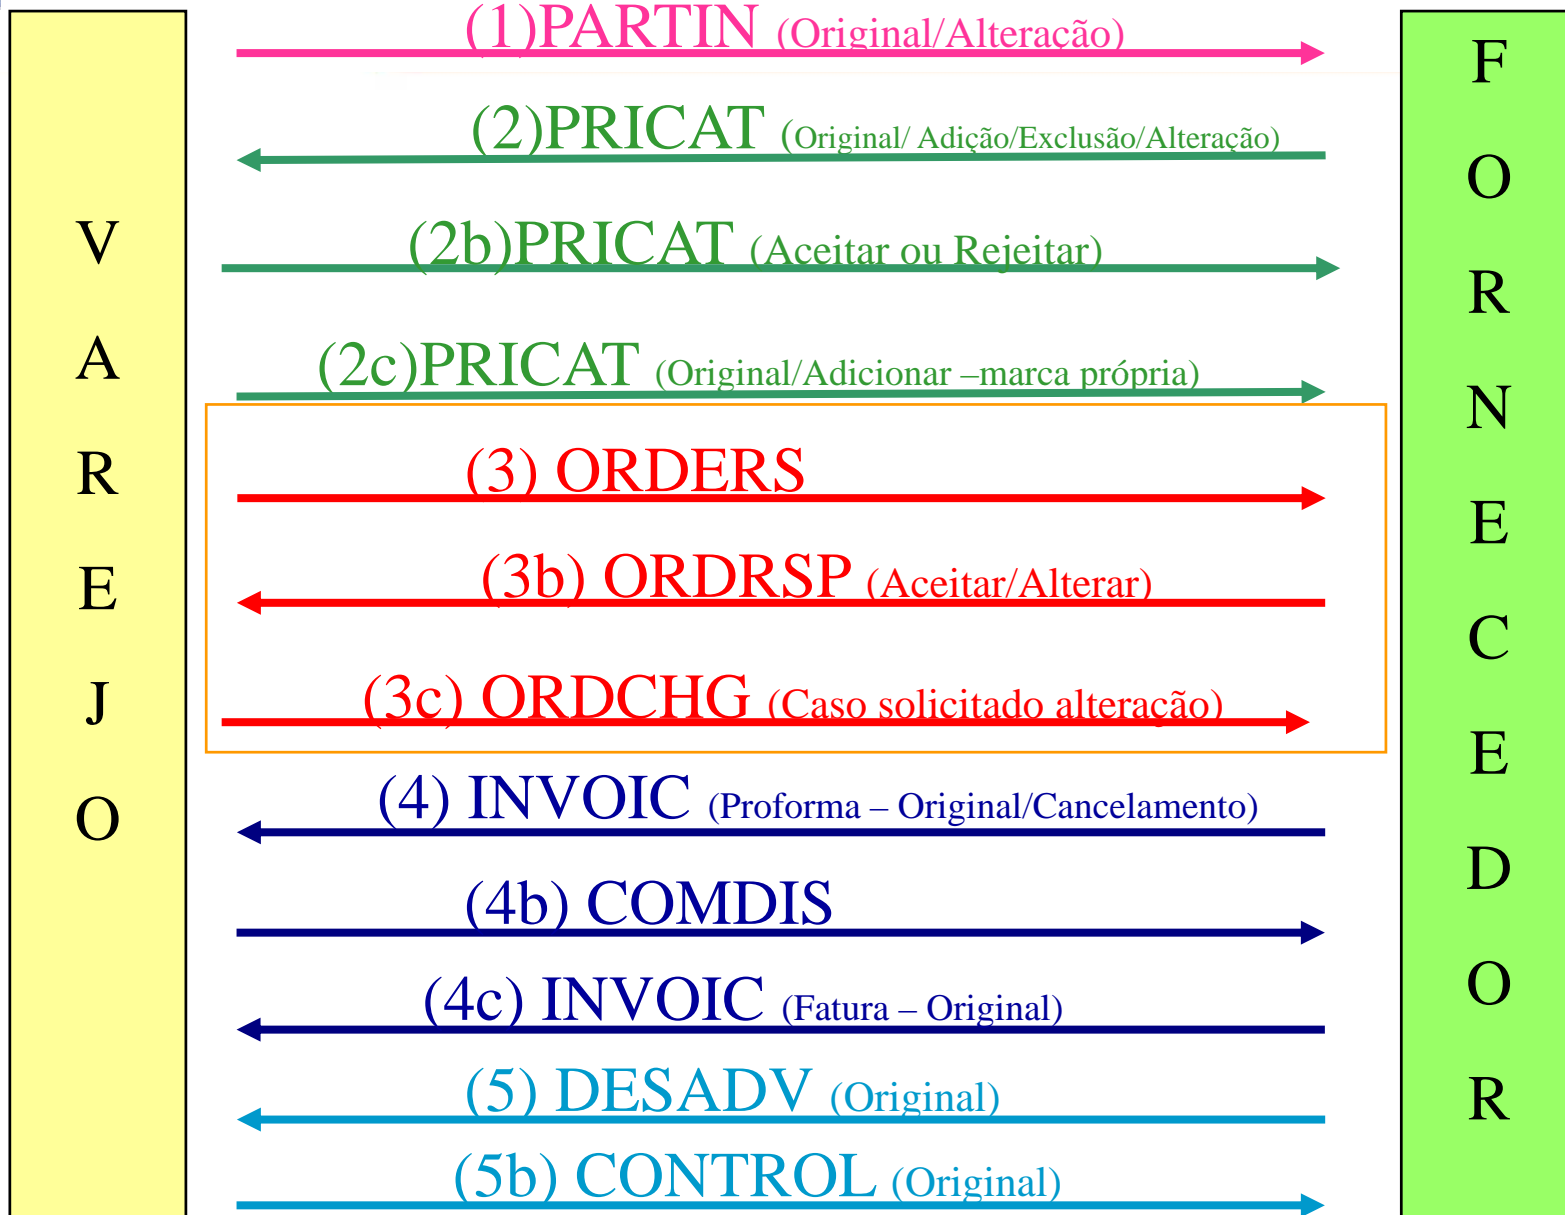 V
A
R
E
J
O
(1)PARTIN (Original/Alteração)
(2)PRICAT (Original/ Adição/Exclusão/Alteração)
(2b)PRICAT (Aceitar ou Rejeitar)
(2c)PRICAT (Original/Adicionar –marca própria)
(3) ORDERS
(3b) ORDRSP (Aceitar/Alterar)
(3c) ORDCHG (Caso solicitado alteração)
(4) INVOIC (Proforma – Original/Cancelamento)
(4b) COMDIS
(4c) INVOIC (Fatura – Original)
(5) DESADV (Original)
(5b) CONTROL (Original)
F
O
R
N
E
C
E
D
O
R